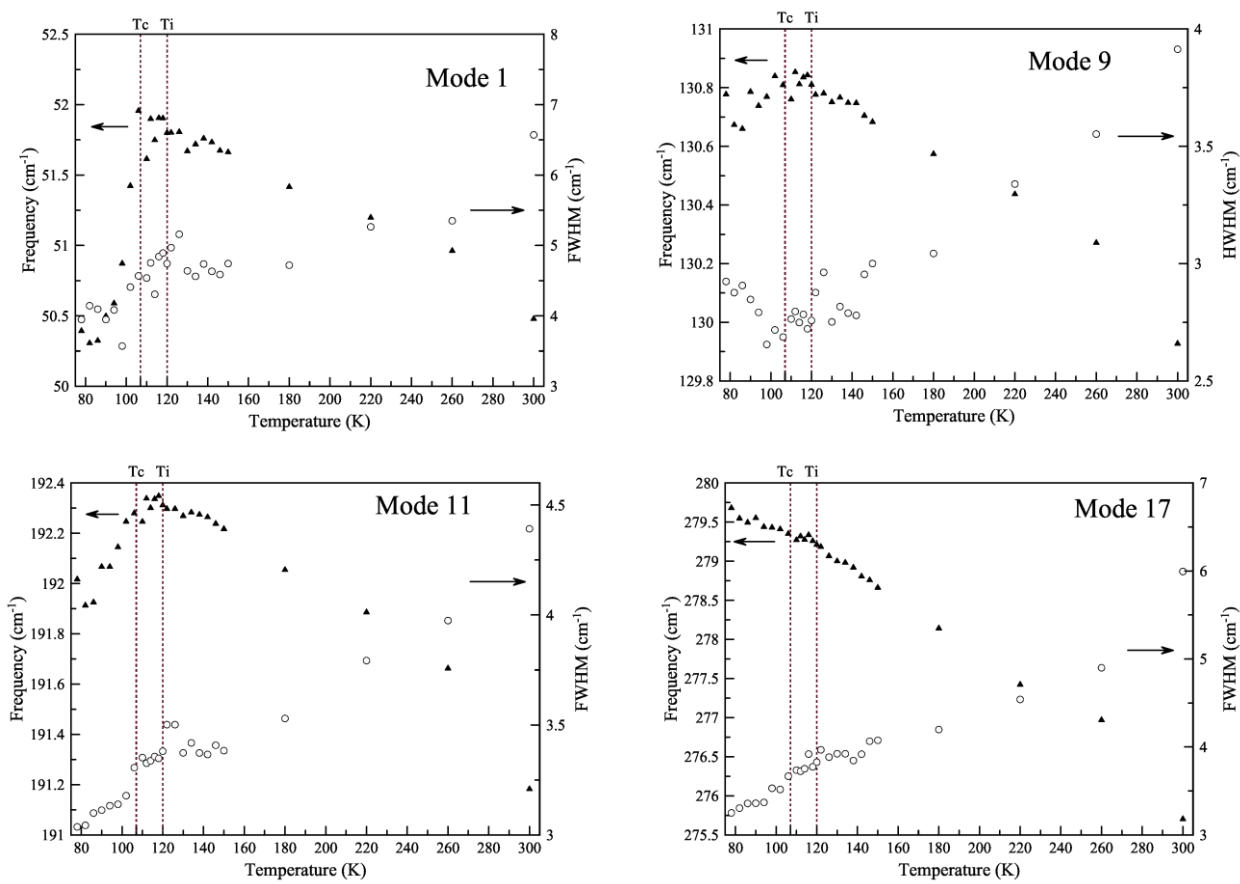 Tc Ti
Mode 1
52.5
52
51.5
51
50.5
50
Frequency (cm⁻¹)
8
7
6
5
4
3
FWHM (cm⁻¹)
80 100 120 140 160 180 200 220 240 260 280 300
Temperature (K)
Tc Ti
Mode 9
131
130.8
130.6
130.4
130.2
130
129.8
Frequency (cm⁻¹)
4
3.5
3
2.5
HWHM (cm⁻¹)
80 100 120 140 160 180 200 220 240 260 280 300
Temperature (K)
Tc Ti
Mode 11
192.4
192.2
192
191.8
191.6
191.4
191.2
191
Frequency (cm⁻¹)
4.5
4
3.5
3
FWHM (cm⁻¹)
80 100 120 140 160 180 200 220 240 260 280 300
Temperature (K)
Tc Ti
Mode 17
280
279.5
279
278.5
278
277.5
277
276.5
276
275.5
Frequency (cm⁻¹)
7
6
5
4
3
FWHM (cm⁻¹)
80 100 120 140 160 180 200 220 240 260 280 300
Temperature (K)